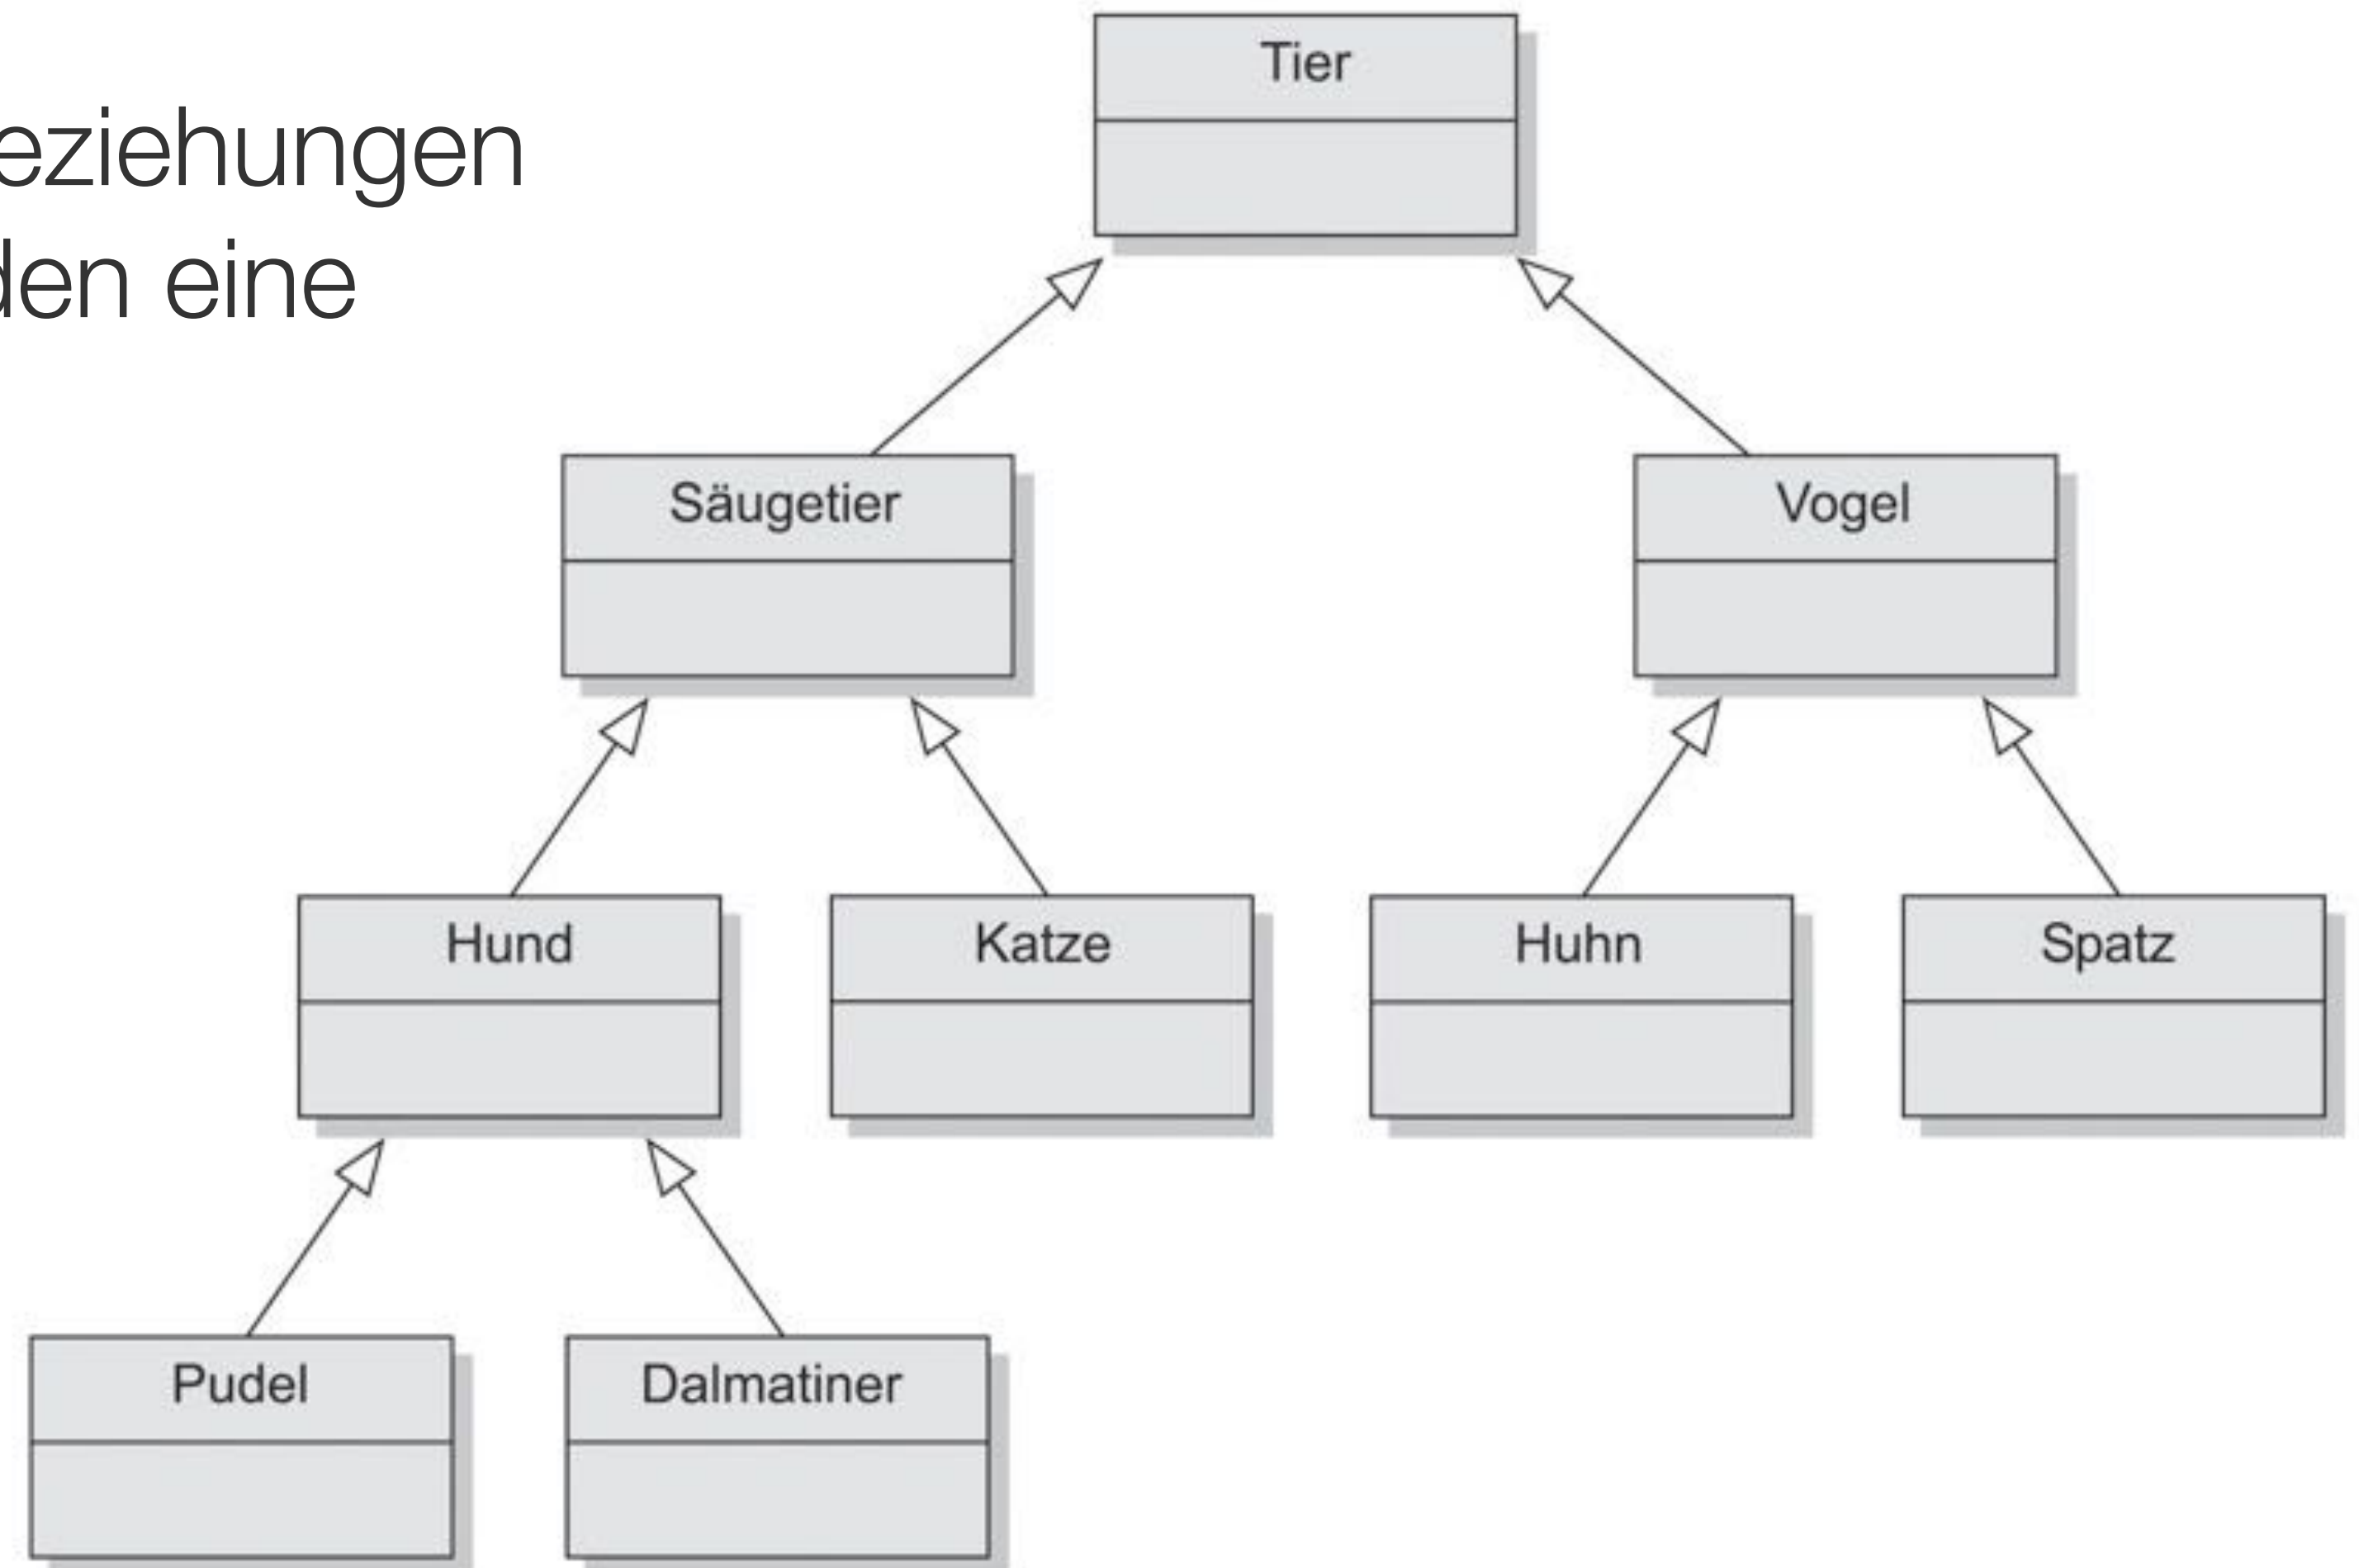 eziehungen
den eine
Tier
Säugetier
Vogel
Hund
Katze
Huhn
Spatz
Pudel
Dalmatiner